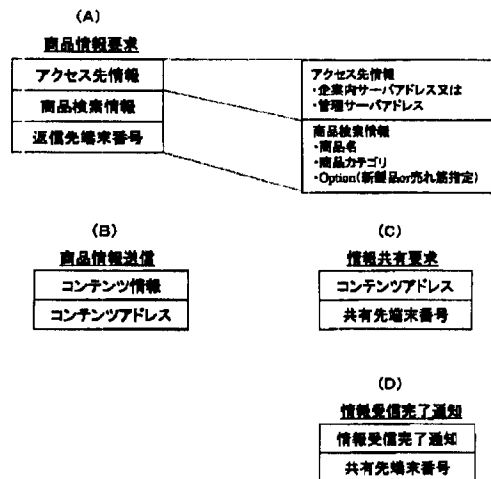 (A)
商品情報要求
アクセス先情報
商品検索情報
返信先端末番号
アクセス先情報
・企業内サーバアドレス又は
・管理サーバアドレス
商品検索情報
・商品名
・商品カテゴリ
・Option(新製品or売れ筋指定)
(B)
商品情報送信
コンテンツ情報
コンテンツアドレス
(C)
情報共有要求
コンテンツアドレス
共有先端末番号
(D)
情報受信完了通知
情報受信完了通知
共有先端末番号